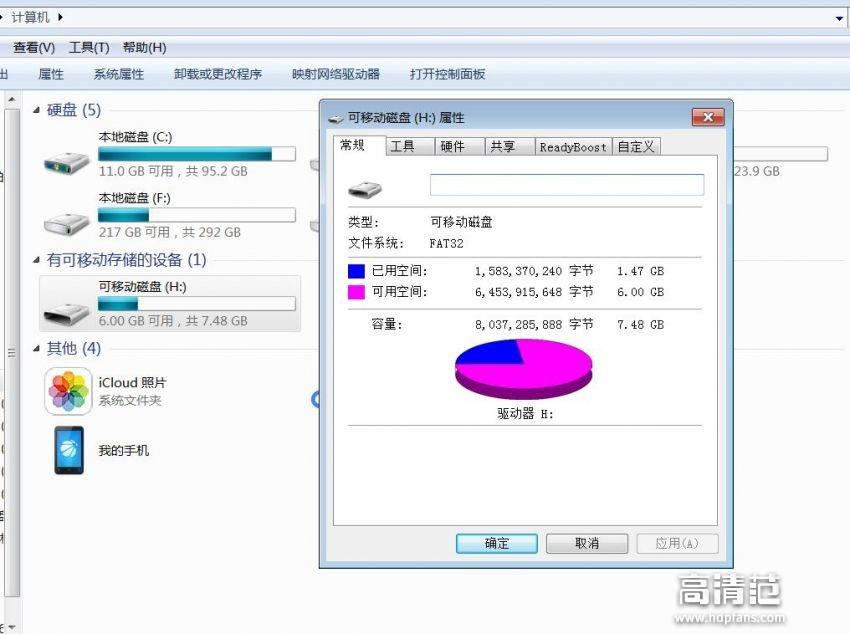 计算机
查看(V) 工具(T) 帮助(H)
出 属性 系统属性 卸载或更改程序 映射网络驱动器 打开控制面板
硬盘 (5)
本地磁盘 (C:)
11.0 GB 可用，共 95.2 GB
23.9 GB
本地磁盘 (F:)
217 GB 可用，共 292 GB
有可移动存储的设备 (1)
可移动磁盘 (H:)
6.00 GB 可用，共 7.48 GB
其他 (4)
iCloud 照片
系统文件夹
我的手机
可移动磁盘 (H:) 属性
常规 工具 硬件 共享 ReadyBoost 自定义
类型: 可移动磁盘
文件系统: FAT32
已用空间: 1,583,370,240 字节 1.47 GB
可用空间: 6,453,915,648 字节 6.00 GB
容量: 8,037,285,888 字节 7.48 GB
驱动器 H:
确定 取消 应用(A)
高清范
www.hdpfans.com